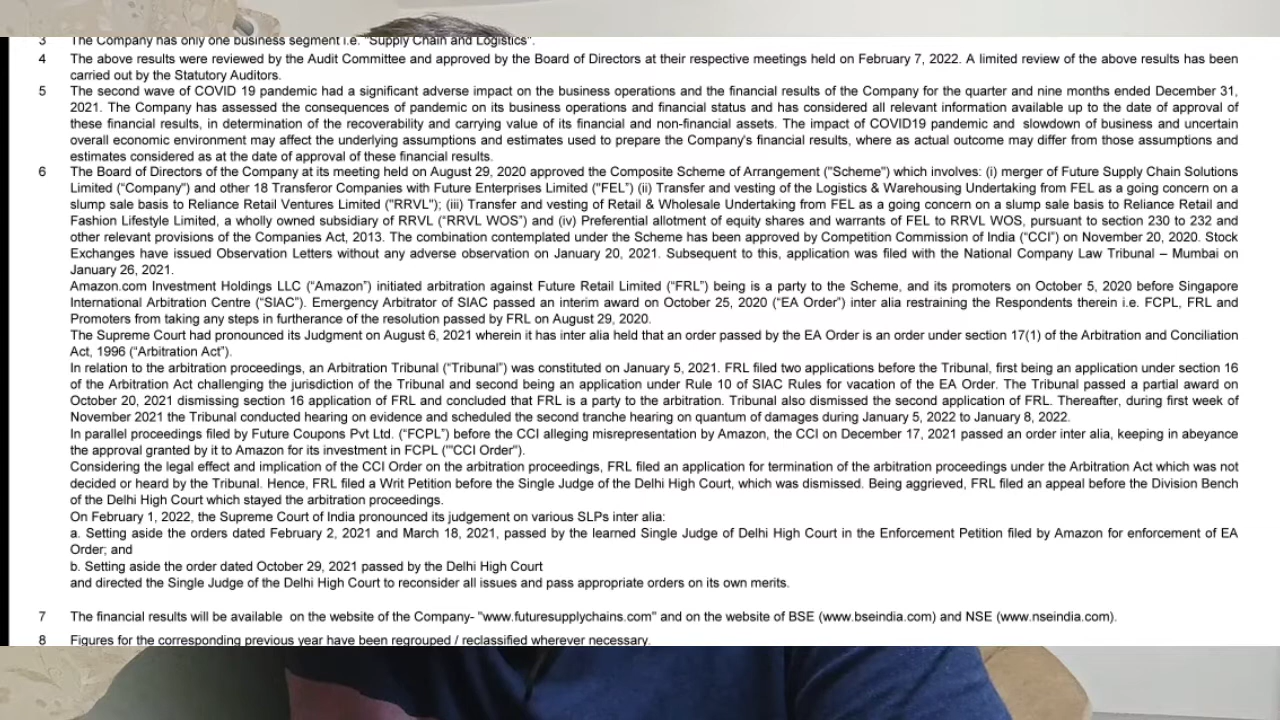 3 The Company has only one business segment i.e. "Supply Chain and Logistics".
4 The above results were reviewed by the Audit Committee and approved by the Board of Directors at their respective meetings held on February 7, 2022. A limited review of the above results has been
carried out by the Statutory Auditors.
5 The second wave of COVID 19 pandemic had a significant adverse impact on the business operations and the financial results of the Company for the quarter and nine months ended December 31,
2021. The Company has assessed the consequences of pandemic on its business operations and financial status and has considered all relevant information available up to the date of approval of
these financial results, in determination of the recoverability and carrying value of its financial and non-financial assets. The impact of COVID19 pandemic and slowdown of business and uncertain
overall economic environment may affect the underlying assumptions and estimates used to prepare the Company's financial results, where as actual outcome may differ from those assumptions and
estimates considered as at the date of approval of these financial results.
6 The Board of Directors of the Company at its meeting held on August 29, 2020 approved the Composite Scheme of Arrangement ("Scheme") which involves: (i) merger of Future Supply Chain Solutions
Limited ("Company") and other 18 Transferor Companies with Future Enterprises Limited ("FEL") (ii) Transfer and vesting of the Logistics & Warehousing Undertaking from FEL as a going concern on a
slump sale basis to Reliance Retail Ventures Limited ("RRVL"); (iii) Transfer and vesting of Retail & Wholesale Undertaking from FEL as a going concern on a slump sale basis to Reliance Retail and
Fashion Lifestyle Limited, a wholly owned subsidiary of RRVL ("RRVL WOS") and (iv) Preferential allotment of equity shares and warrants of FEL to RRVL WOS, pursuant to section 230 to 232 and
other relevant provisions of the Companies Act, 2013. The combination contemplated under the Scheme has been approved by Competition Commission of India ("CCI") on November 20, 2020. Stock
Exchanges have issued Observation Letters without any adverse observation on January 20, 2021. Subsequent to this, application was filed with the National Company Law Tribunal – Mumbai on
January 26, 2021.
Amazon.com Investment Holdings LLC ("Amazon") initiated arbitration against Future Retail Limited ("FRL") being is a party to the Scheme, and its promoters on October 5, 2020 before Singapore
International Arbitration Centre ("SIAC"). Emergency Arbitrator of SIAC passed an interim award on October 25, 2020 ("EA Order") inter alia restraining the Respondents therein i.e. FCPL, FRL and
Promoters from taking any steps in furtherance of the resolution passed by FRL on August 29, 2020.
The Supreme Court had pronounced its Judgment on August 6, 2021 wherein it has inter alia held that an order passed by the EA Order is an order under section 17(1) of the Arbitration and Conciliation
Act, 1996 ("Arbitration Act").
In relation to the arbitration proceedings, an Arbitration Tribunal ("Tribunal") was constituted on January 5, 2021. FRL filed two applications before the Tribunal, first being an application under section 16
of the Arbitration Act challenging the jurisdiction of the Tribunal and second being an application under Rule 10 of SIAC Rules for vacation of the EA Order. The Tribunal passed a partial award on
October 20, 2021 dismissing section 16 application of FRL and concluded that FRL is a party to the arbitration. Tribunal also dismissed the second application of FRL. Thereafter, during first week of
November 2021 the Tribunal conducted hearing on evidence and scheduled the second tranche hearing on quantum of damages during January 5, 2022 to January 8, 2022.
In parallel proceedings filed by Future Coupons Pvt Ltd. ("FCPL") before the CCI alleging misrepresentation by Amazon, the CCI on December 17, 2021 passed an order inter alia, keeping in abeyance
the approval granted by it to Amazon for its investment in FCPL (""CCI Order").
Considering the legal effect and implication of the CCI Order on the arbitration proceedings, FRL filed an application for termination of the arbitration proceedings under the Arbitration Act which was not
decided or heard by the Tribunal. Hence, FRL filed a Writ Petition before the Single Judge of the Delhi High Court, which was dismissed. Being aggrieved, FRL filed an appeal before the Division Bench
of the Delhi High Court which stayed the arbitration proceedings.
On February 1, 2022, the Supreme Court of India pronounced its judgement on various SLPs inter alia:
a. Setting aside the orders dated February 2, 2021 and March 18, 2021, passed by the learned Single Judge of Delhi High Court in the Enforcement Petition filed by Amazon for enforcement of EA
Order; and
b. Setting aside the order dated October 29, 2021 passed by the Delhi High Court
and directed the Single Judge of the Delhi High Court to reconsider all issues and pass appropriate orders on its own merits.
7 The financial results will be available on the website of the Company- "www.futuresupplychains.com" and on the website of BSE (www.bseindia.com) and NSE (www.nseindia.com).
8 Figures for the corresponding previous year have been regrouped / reclassified wherever necessary.